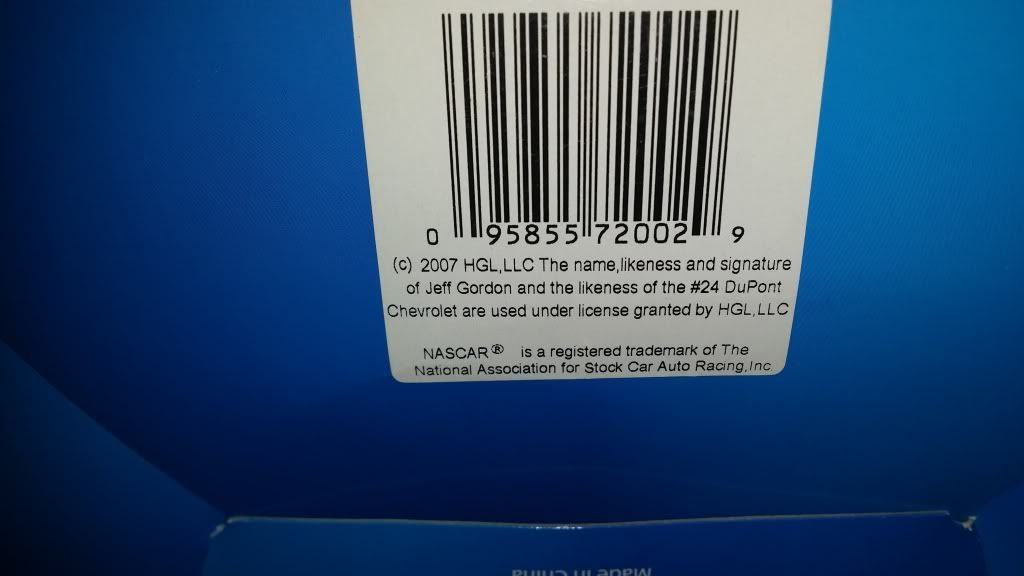 0 95855 72002 9
(c) 2007 HGL,LLC The name,likeness and signature
of Jeff Gordon and the likeness of the #24 DuPont
Chevrolet are used under license granted by HGL,LLC
NASCAR® is a registered trademark of The
National Association for Stock Car Auto Racing,Inc
Made in China